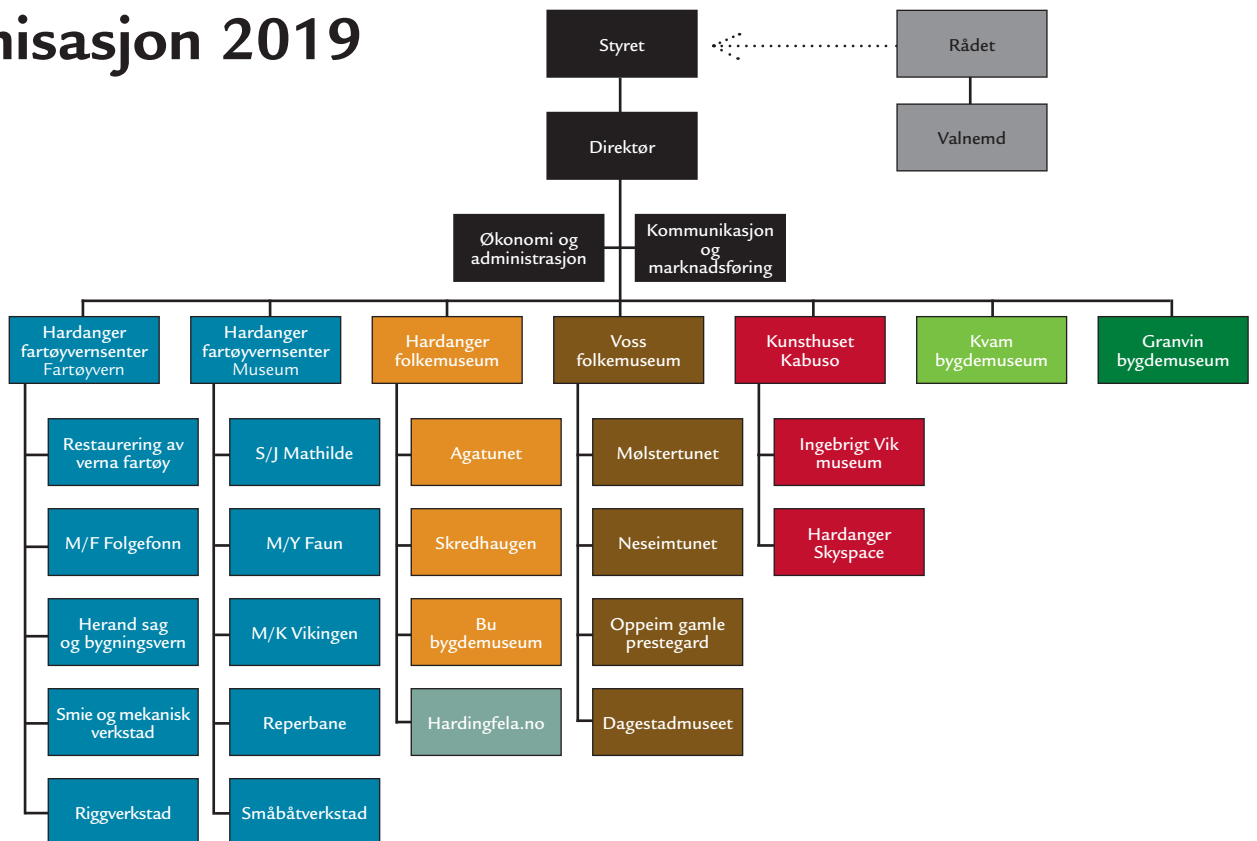 nisasjon 2019
Styret
Rådet
Direktør
Valnemd
Økonomi og
administrasjon
Kommunikasjon
og
marknadsføring
Hardanger
fartøyvernsenter
Fartøyvern
Hardanger
fartøyvernsenter
Museum
Hardanger
folkemuseum
Voss
folkemuseum
Kunsthuset
Kabuso
Kvam
bygdemuseum
Granvin
bygdemuseum
Restaurering av
verna fartøy
S/J Mathilde
Agatunet
Mølstertunet
Ingebrigt Vik
museum
M/F Folgefonn
M/Y Faun
Skredhaugen
Neseimtunet
Hardanger
Skyspace
Herand sag
og bygningsvern
M/K Vikingen
Bu
bygdemuseum
Oppeim gamle
prestegard
Smie og mekanisk
verkstad
Reperbane
Hardingfela.no
Dagestadmuseet
Riggverkstad
Småbåtverkstad